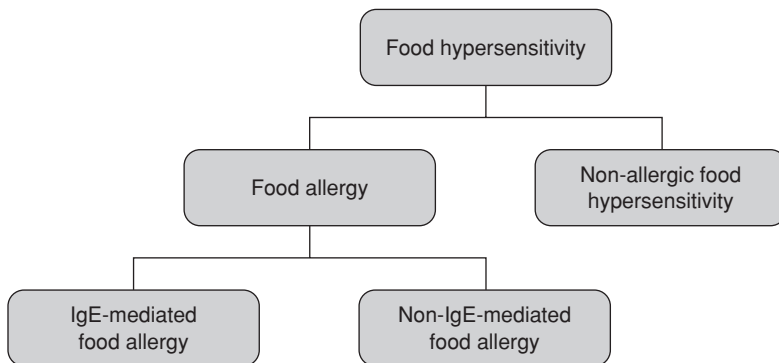 Food hypersensitivity
Food allergy
Non-allergic food
hypersensitivity
IgE-mediated
food allergy
Non-IgE-mediated
food allergy